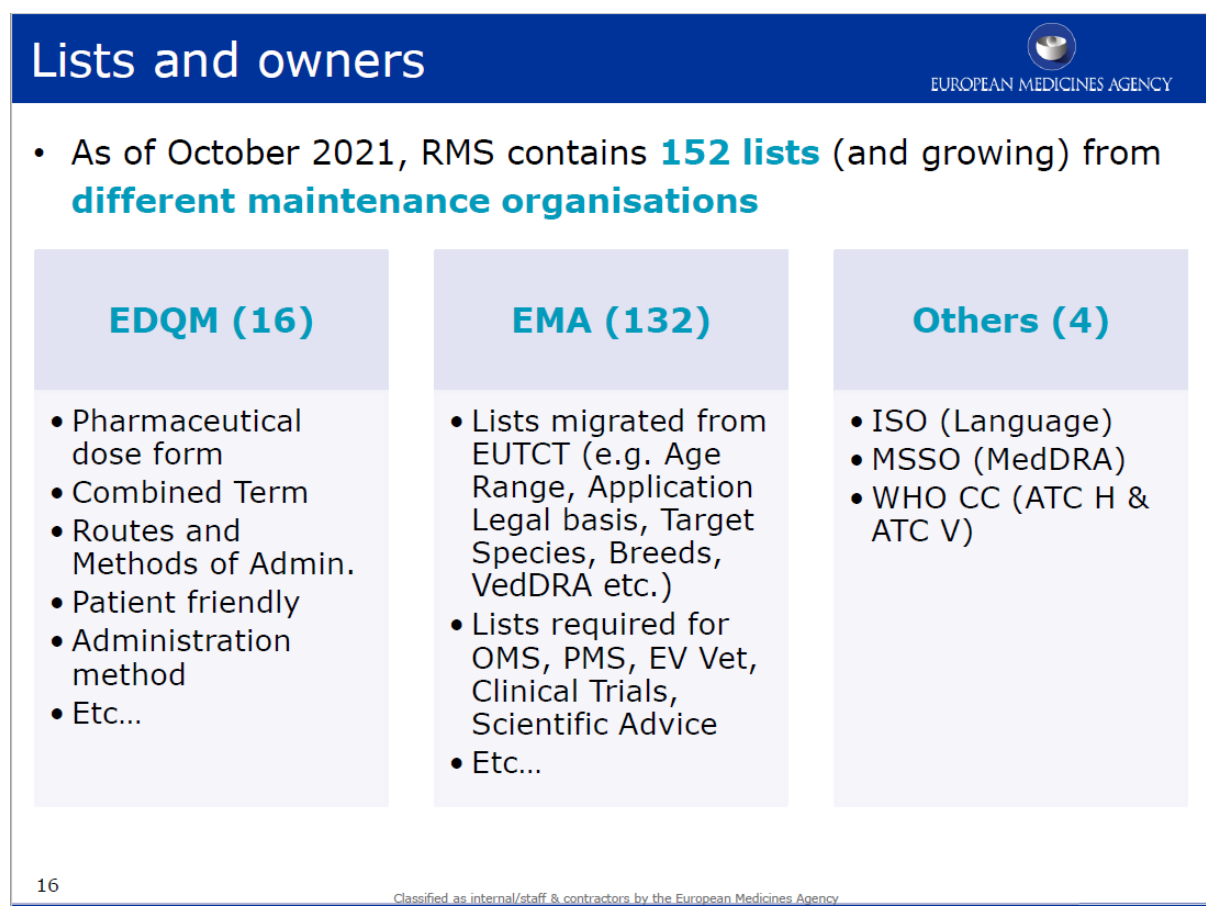 Lists and owners
EUROPEAN MEDICINES AGENCY
• As of October 2021, RMS contains 152 lists (and growing) from
different maintenance organisations
EDQM (16)
• Pharmaceutical
dose form
• Combined Term
• Routes and
Methods of Admin.
• Patient friendly
• Administration
method
• Etc…
EMA (132)
• Lists migrated from
EUTCT (e.g. Age
Range, Application
Legal basis, Target
Species, Breeds,
VedDRA etc.)
• Lists required for
OMS, PMS, EV Vet,
Clinical Trials,
Scientific Advice
• Etc…
Others (4)
• ISO (Language)
• MSSO (MedDRA)
• WHO CC (ATC H &
ATC V)
16
Classified as internal/staff & contractors by the European Medicines Agency